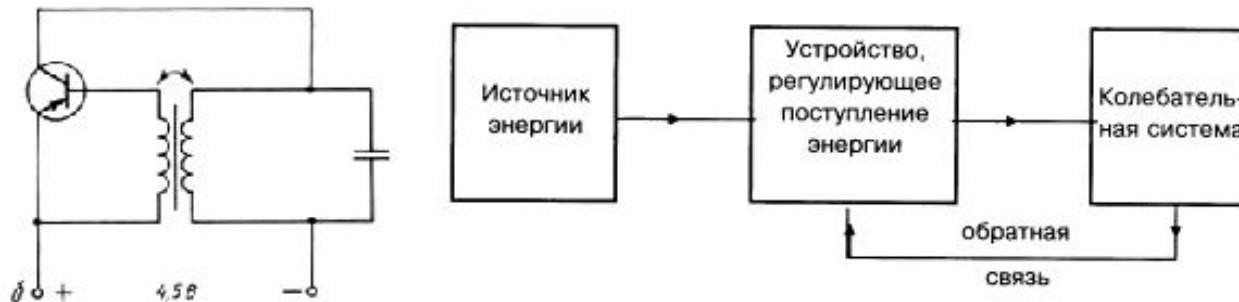 Источник
энергии
Устройство,
регулирующее
поступление
энергии
Колебатель-
ная система
обратная
связь
б + 4,5 В −